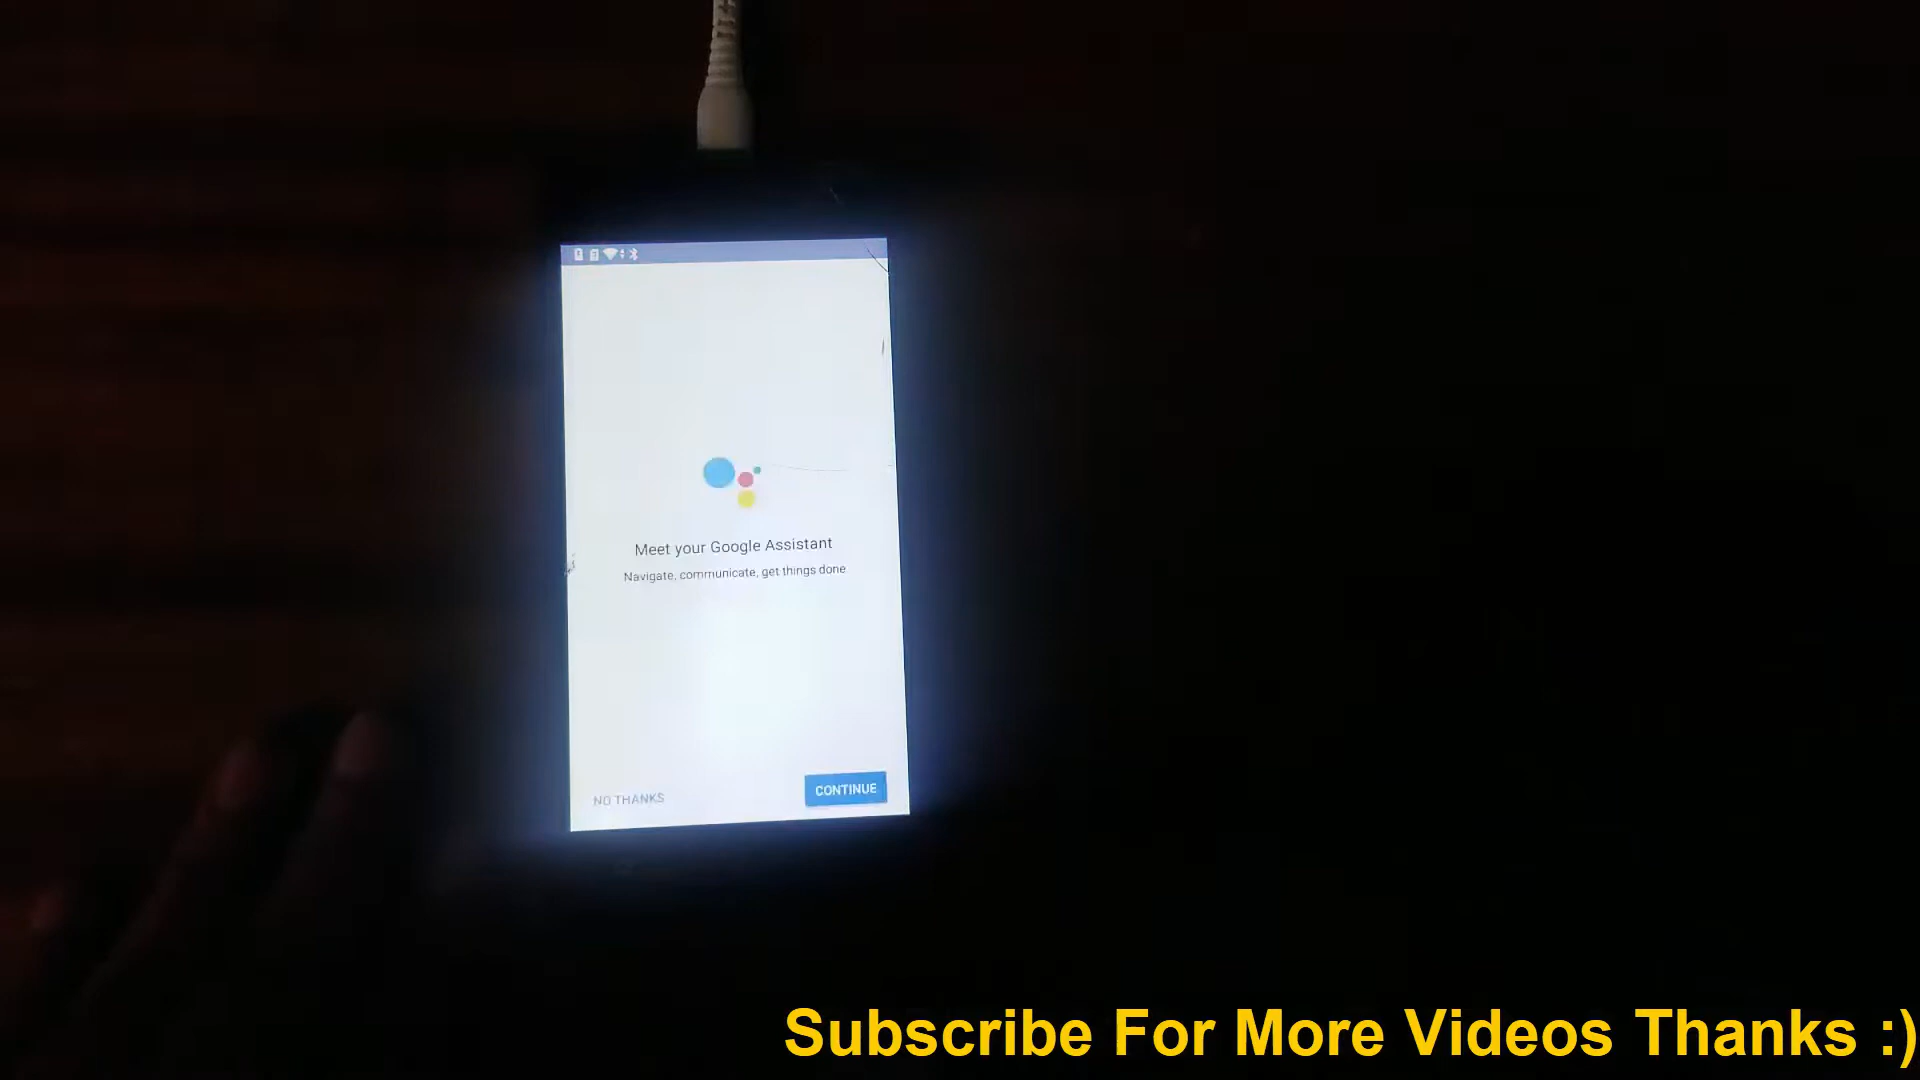 Meet your Google Assistant
Navigate, communicate, get things done
NO THANKS
CONTINUE
Subscribe For More Videos Thanks :)